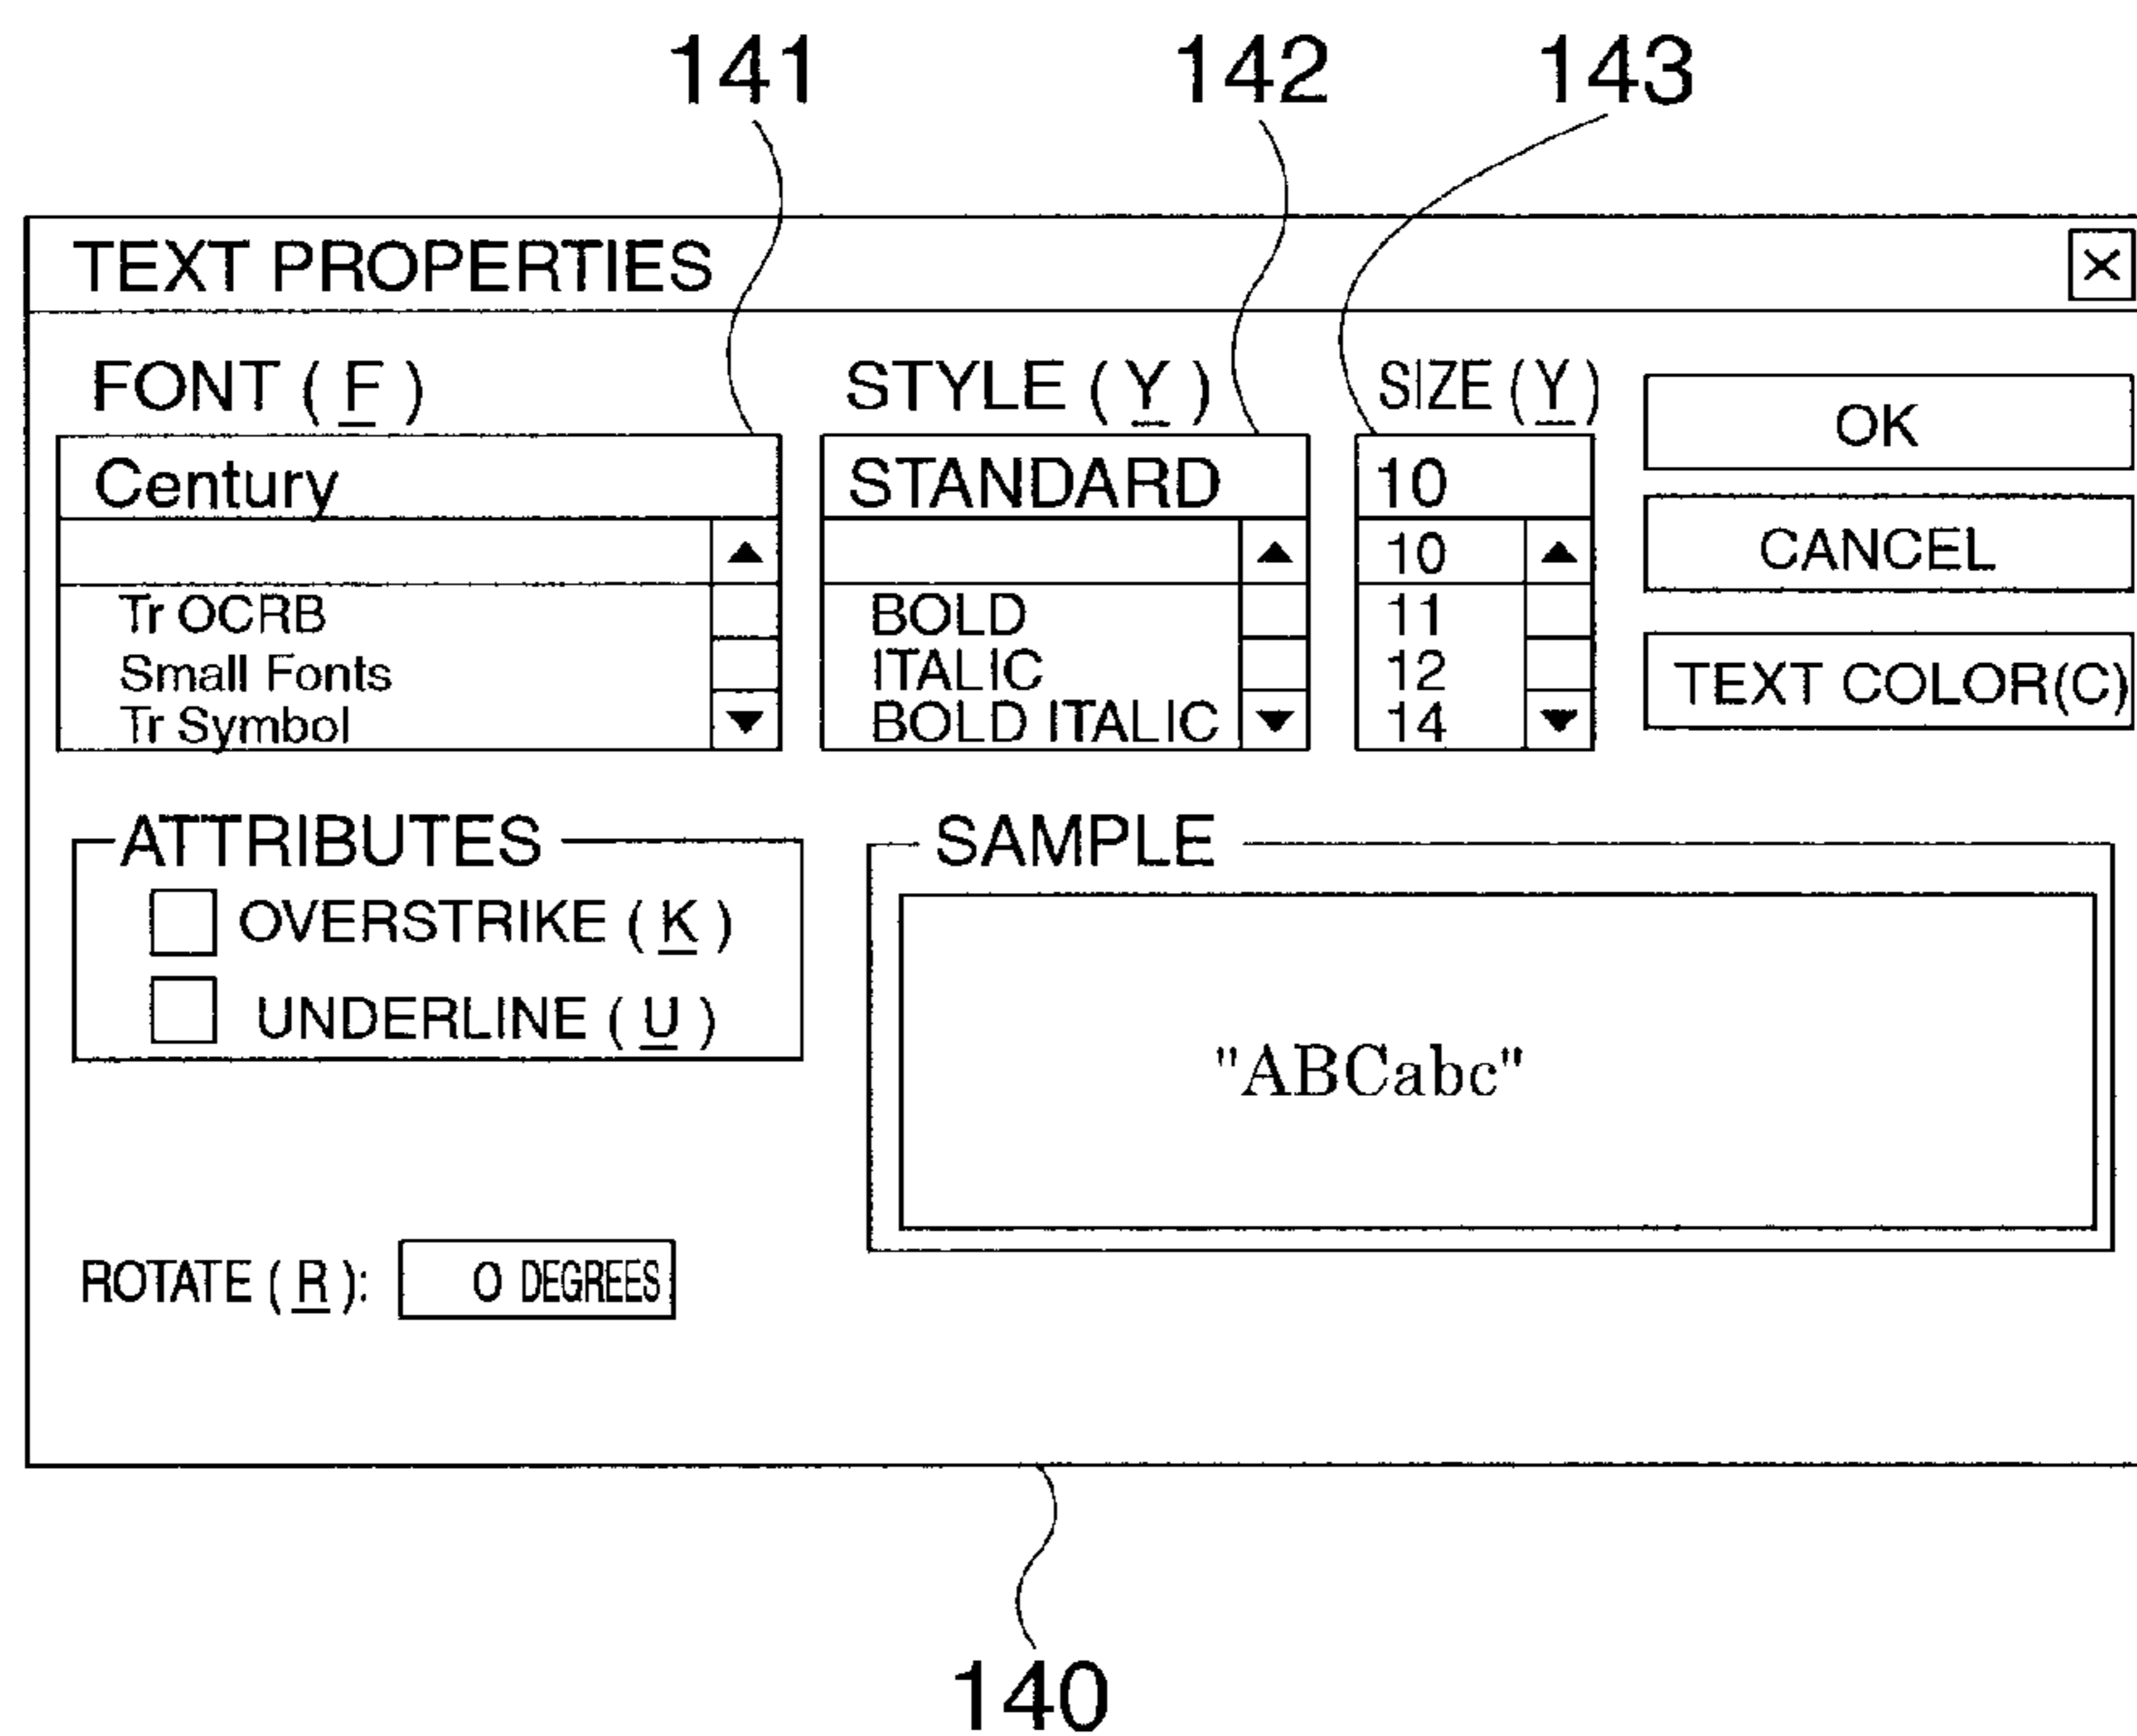 141 142 143
TEXT PROPERTIES ×
FONT ( F ) STYLE ( Y ) SIZE ( Y )
OK
Century STANDARD 10
10
CANCEL
Tr OCRB BOLD 11
Small Fonts ITALIC 12
TEXT COLOR(C)
Tr Symbol BOLD ITALIC 14
ATTRIBUTES SAMPLE
OVERSTRIKE ( K )
UNDERLINE ( U )
"ABCabc"
ROTATE ( R ): 0 DEGREES
140